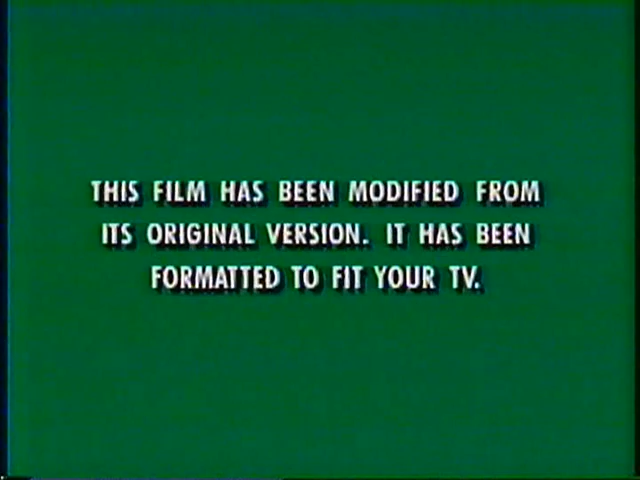 THIS FILM HAS BEEN MODIFIED FROM
ITS ORIGINAL VERSION. IT HAS BEEN
FORMATTED TO FIT YOUR TV.